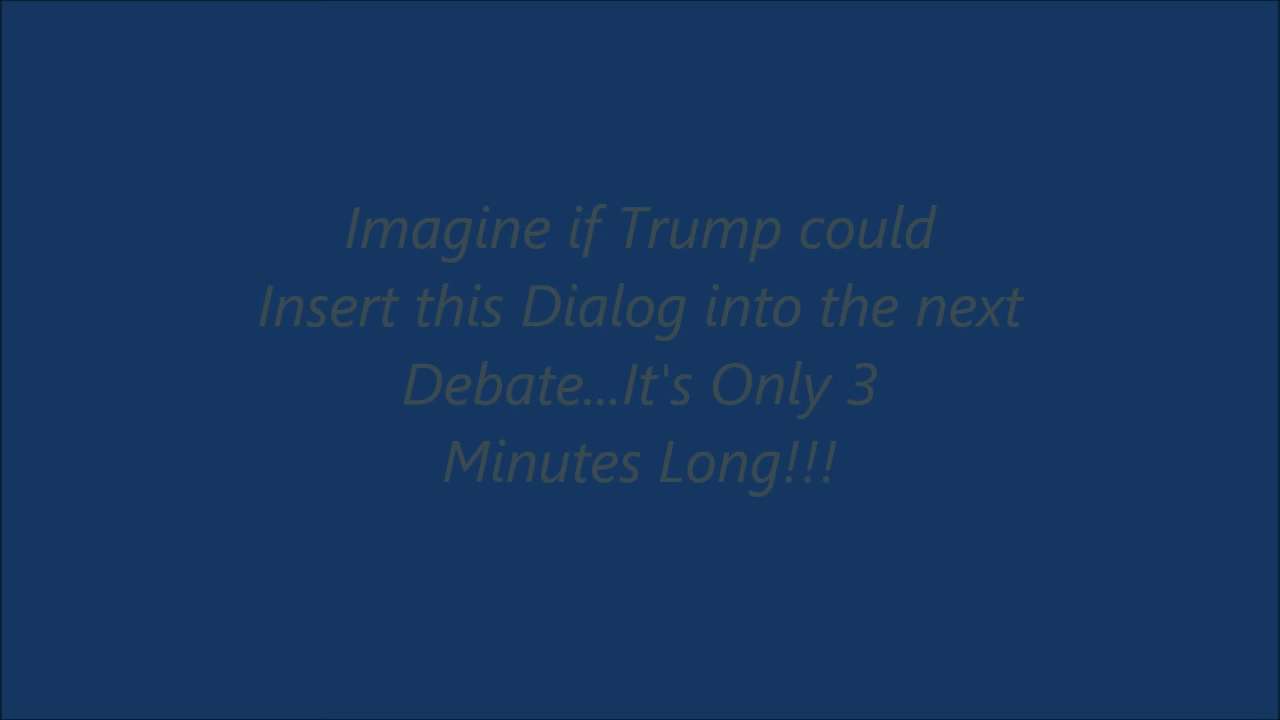 Imagine if Trump could
Insert this Dialog into the next
Debate...It's Only 3
Minutes Long!!!